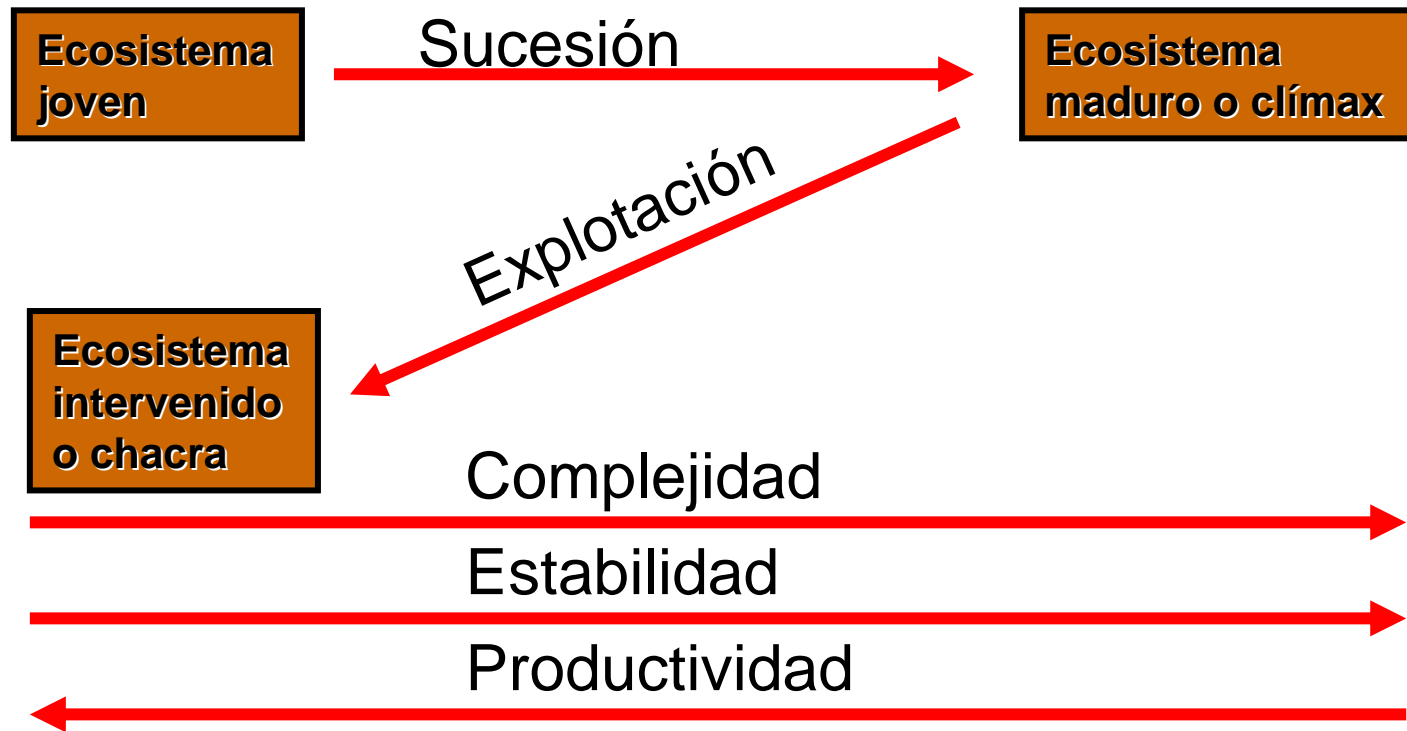 Ecosistema
joven
Sucesión
Ecosistema
maduro o clímax
Explotación
Ecosistema
intervenido
o chacra
Complejidad
Estabilidad
Productividad